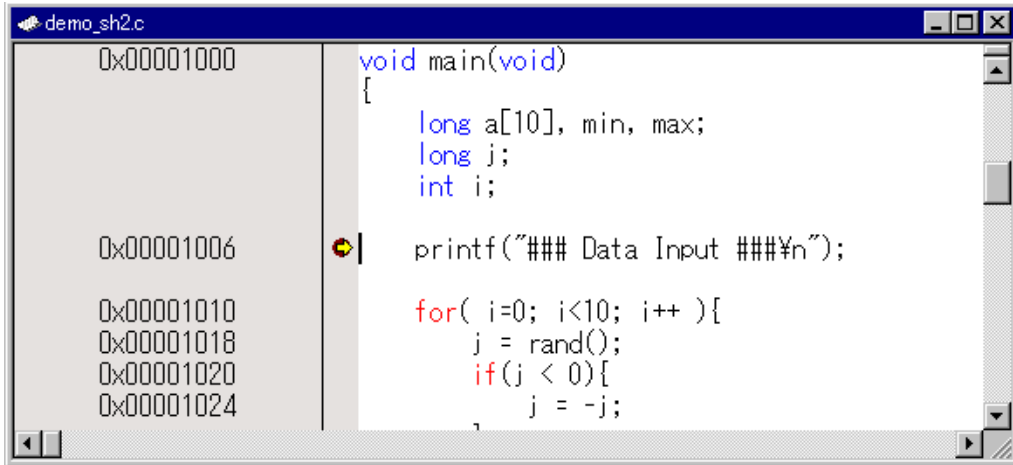 demo_sh2.c
0x00001000 void main(void)
{
long a[10], min, max;
long j;
int i;
0x00001006 printf("### Data Input ###¥n");
0x00001010 for( i=0; i<10; i++ ){
0x00001018 j = rand();
0x00001020 if(j < 0){
0x00001024 j = -j;